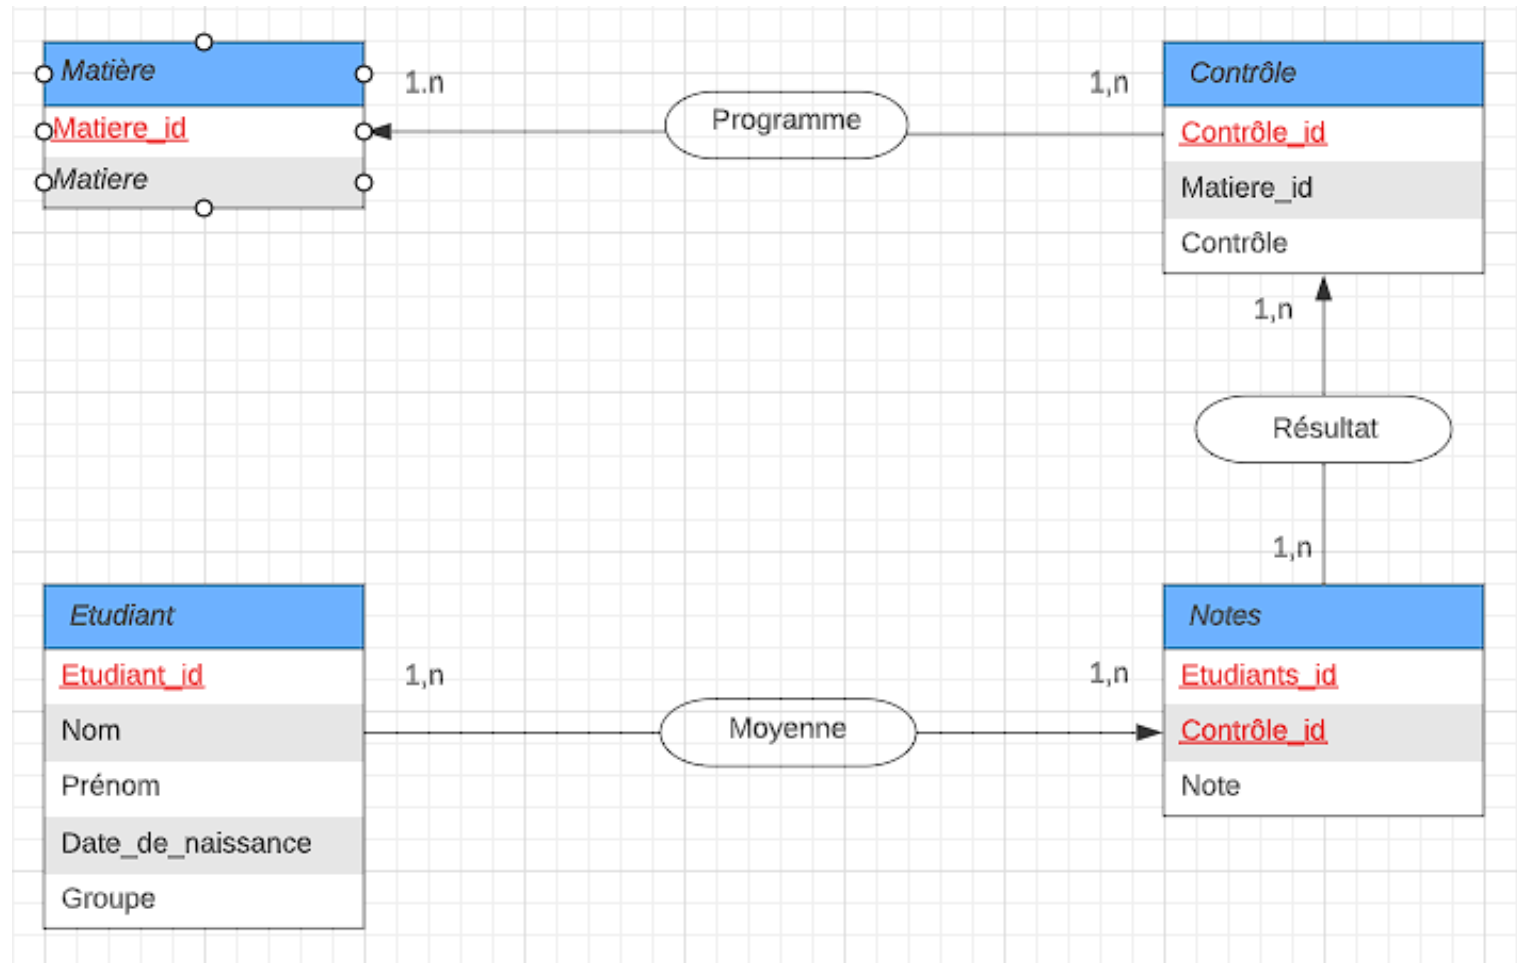 Matière
Matiere_id
Matiere
1.n
Programme
1,n
Contrôle
Contrôle_id
Matiere_id
Contrôle
1,n
Résultat
1,n
Etudiant
Etudiant_id
Nom
Prénom
Date_de_naissance
Groupe
1,n
Moyenne
1,n
Notes
Etudiants_id
Contrôle_id
Note